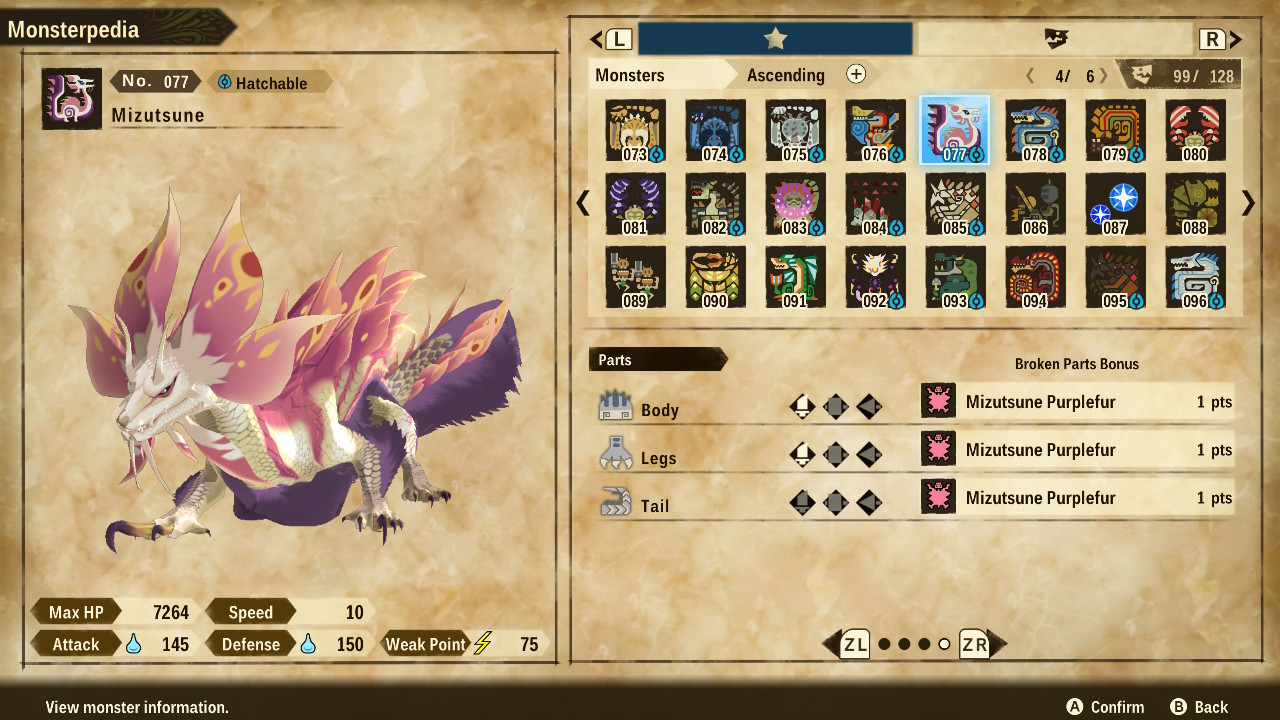 Monsterpedia
No. 077
Hatchable
Mizutsune
Max HP 7264
Speed 10
Attack 145
Defense 150
Weak Point 75
L
R
Monsters
Ascending
4/ 6
99/ 128
073 074 075 076 077 078 079 080
081 082 083 084 085 086 087 088
089 090 091 092 093 094 095 096
Parts
Broken Parts Bonus
Body
Mizutsune Purplefur 1 pts
Legs
Mizutsune Purplefur 1 pts
Tail
Mizutsune Purplefur 1 pts
ZL
ZR
View monster information.
A Confirm
B Back